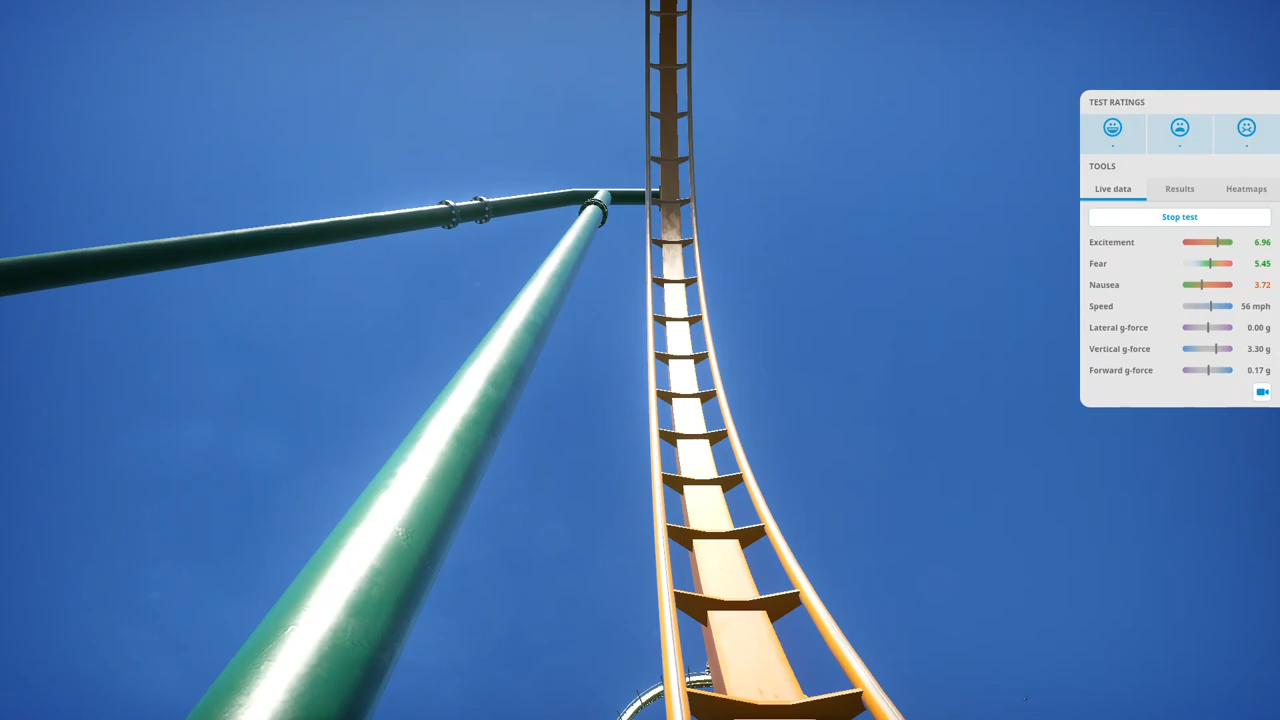 TEST RATINGS
- - -
TOOLS
Live data Results Heatmaps
Stop test
Excitement 6.96
Fear 5.45
Nausea 3.72
Speed 56 mph
Lateral g-force 0.00 g
Vertical g-force 3.30 g
Forward g-force 0.17 g